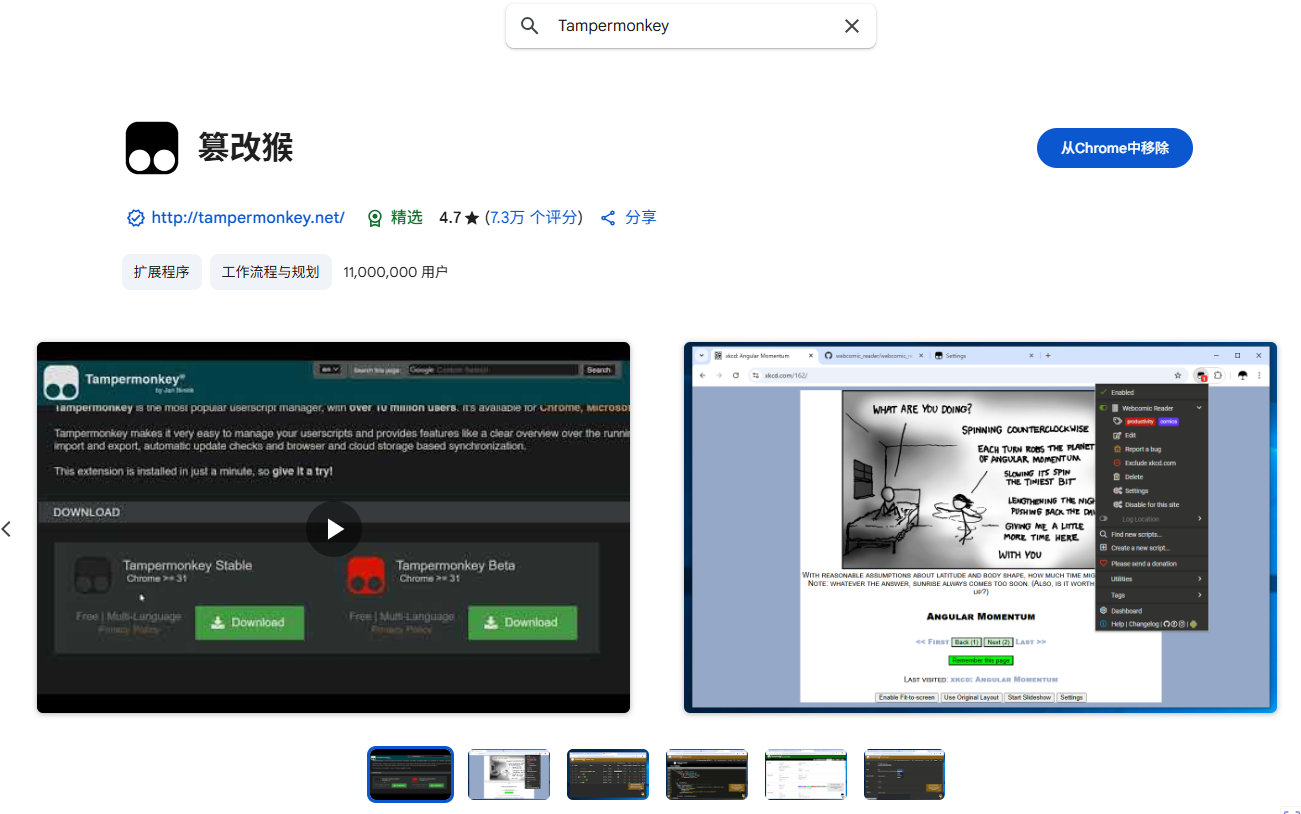 Tampermonkey
篡改猴
从Chrome中移除
http://tampermonkey.net/ 精选 4.7 ★ (7.3万 个评分) 分享
扩展程序 工作流程与规划 11,000,000 用户
Tampermonkey®
by Jan Biniok
Search this page: Google Search
Tampermonkey is the most popular userscript manager, with over 10 million users. It's available for Chrome, Microsof
Tampermonkey makes it very easy to manage your userscripts and provides features like a clear overview over the runnin
import and export, automatic update checks and browser and cloud storage based synchronization.
This extension is installed in just a minute, so give it a try!
DOWNLOAD
Tampermonkey Stable
Chrome >= 31
Free | Multi-Language
Privacy Policy
Download
Tampermonkey Beta
Chrome >= 31
Free | Multi-Language
Privacy Policy
Download
xkcd: Angular Momentum
webcomic_reader/webcomic_re
Settings
xkcd.com/162/
WHAT ARE YOU DOING?
SPINNING COUNTERCLOCKWISE
EACH TURN ROBS THE PLANET
OF ANGULAR MOMENTUM
SLOWING ITS SPIN
THE TINIEST BIT
LENGTHENING THE NIGH
PUSHING BACK THE DA
GIVING ME A LITTLE
MORE TIME HERE
WITH YOU
With reasonable assumptions about latitude and body shape, how much time mig
Note: whatever the answer, sunrise always comes too soon. (Also, is it worth
up?)
Angular Momentum
<< First Back (1) Next (2) Last >>
Remember this page
Last visited: xkcd: Angular Momentum
Enable Fit-to-screen Use Original Layout Start Slideshow Settings
Enabled
Webcomic Reader
productivity comics
Edit
Report a bug
Exclude xkcd.com
Delete
Settings
Disable for this site
Log Location
Find new scripts...
Create a new script...
Please send a donation
Utilities
Tags
Dashboard
Help | Changelog |